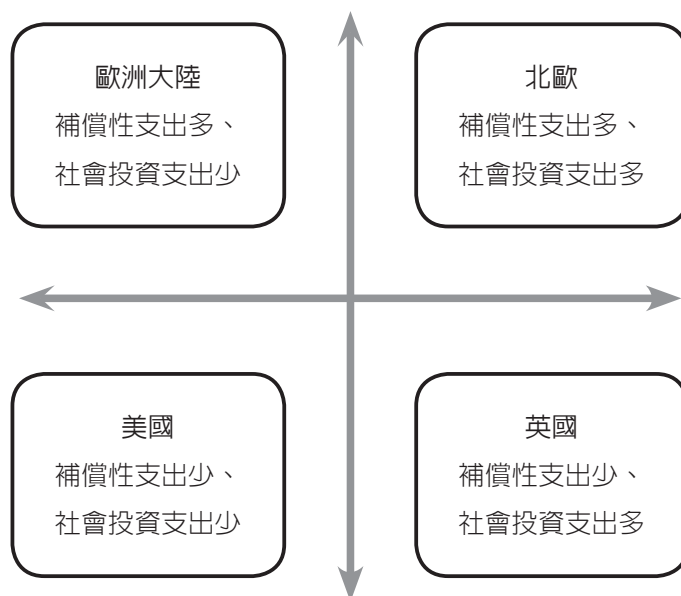 歐洲大陸
補償性支出多、
社會投資支出少
北歐
補償性支出多、
社會投資支出多
美國
補償性支出少、
社會投資支出少
英國
補償性支出少、
社會投資支出多